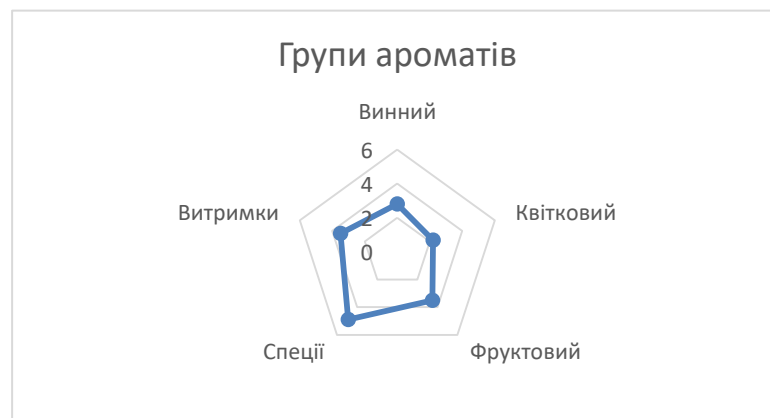 Групи ароматів
Винний
6
4
2
0
Витримки
Квітковий
Спеції
Фруктовий